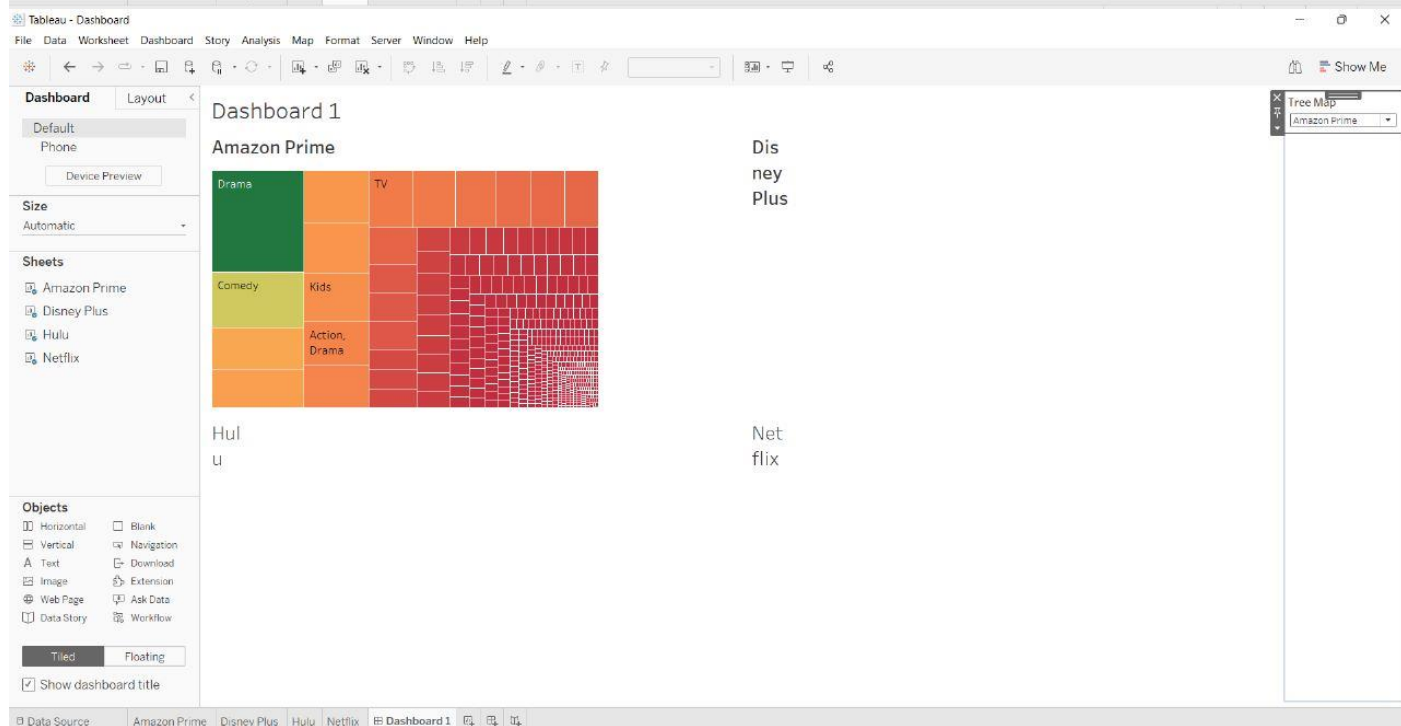 Tableau - Dashboard
File Data Worksheet Dashboard Story Analysis Map Format Server Window Help
Show Me
Dashboard Layout
Default
Phone
Device Preview
Size
Automatic
Sheets
Amazon Prime
Disney Plus
Hulu
Netflix
Objects
Horizontal Blank
Vertical Navigation
A Text Download
Image Extension
Web Page Ask Data
Data Story Workflow
Tiled Floating
Show dashboard title
Dashboard 1
Amazon Prime
Drama
TV
Comedy
Kids
Action,
Drama
Dis
ney
Plus
Hul
u
Net
flix
Tree Map
Amazon Prime
Data Source Amazon Prime Disney Plus Hulu Netflix Dashboard 1